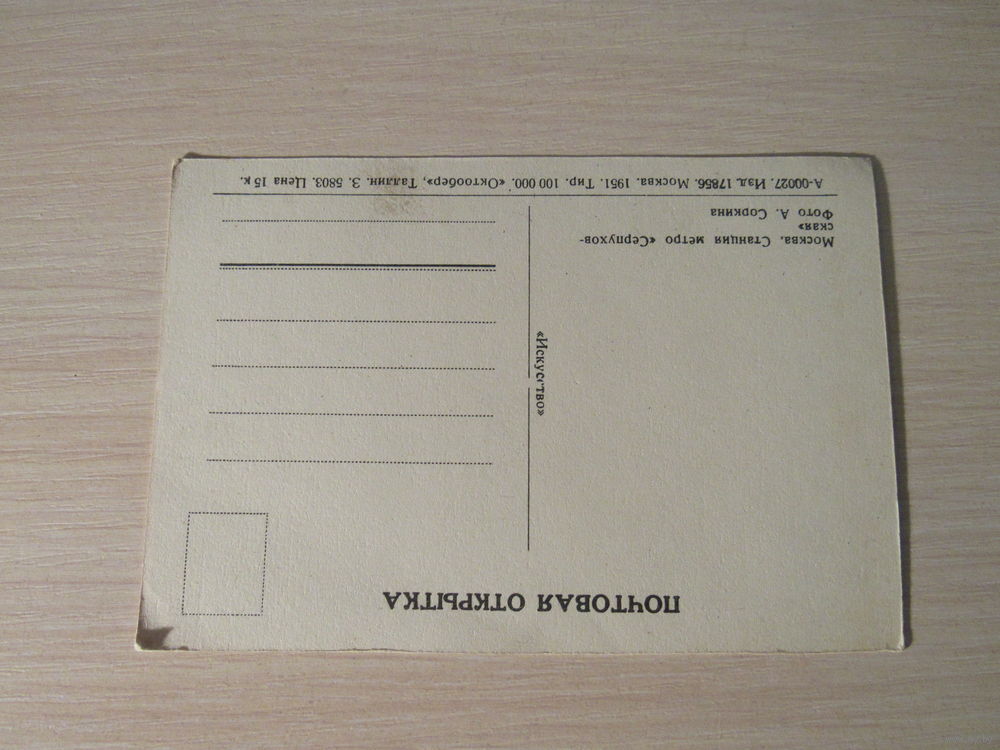 ПОЧТОВАЯ ОТКРЫТКА
«Искусство»
Москва. Станция метро «Серпухов-
ская»
Фото А. Соркина
А-00027. Изд. 17856. Москва. 1951. Тир. 100 000. «Октообер», Таллин. З. 5803. Цена 15 к.